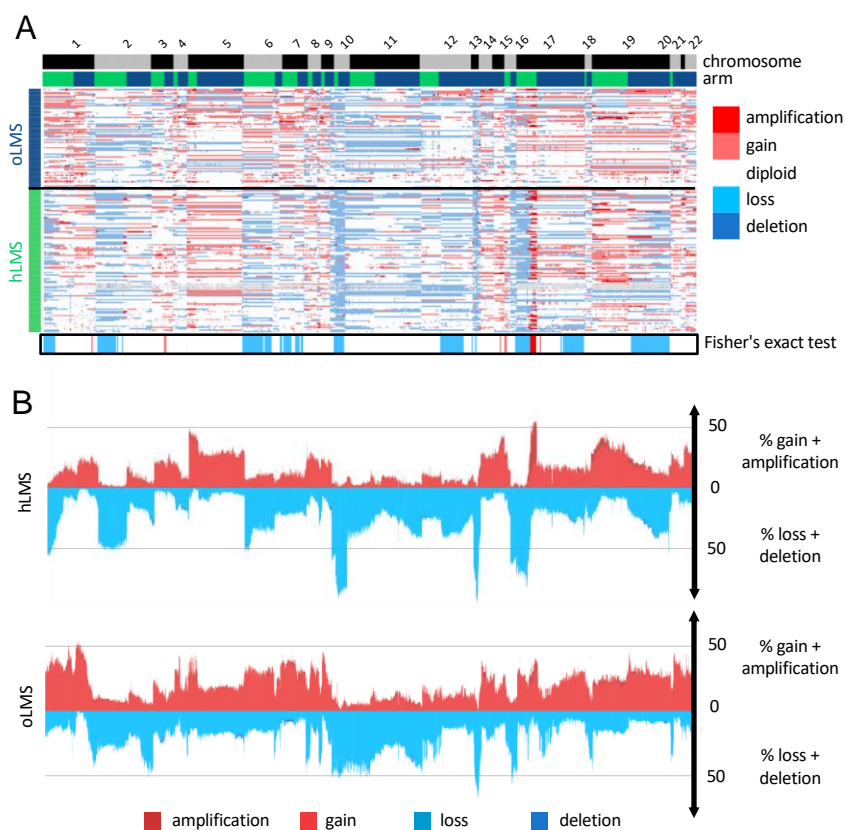 A
1 2 3 4 5 6 7 8 9 10 11 12 13 14 15 16 17 18 19 20 21 22
chromosome
arm
oLMS
hLMS
amplification
gain
diploid
loss
deletion
Fisher's exact test
B
hLMS
50
0
50
% gain +
amplification
% loss +
deletion
oLMS
50
0
50
% gain +
amplification
% loss +
deletion
amplification gain loss deletion